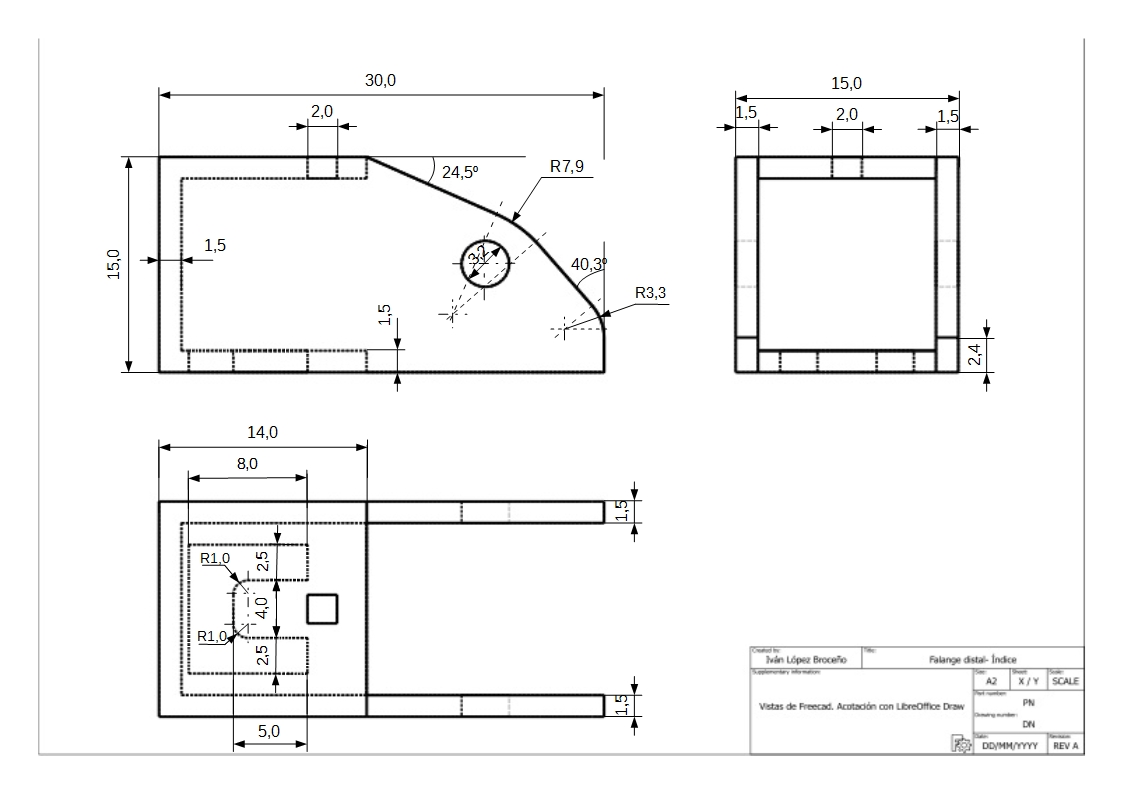 30,0
15,0
2,0
1,5
2,0
1,5
R7,9
24,5º
1,5
15,0
3,2
40,3º
R3,3
1,5
2,4
14,0
8,0
1,5
R1,0
2,5
4,0
R1,0
2,5
1,5
5,0
Created by:
Title:
Iván López Broceño
Falange distal- Índice
Supplementary information:
Size:
Sheet:
Scale:
A2
X / Y
SCALE
Part number:
PN
Vistas de Freecad. Acotación con LibreOffice Draw
Drawing number:
DN
Date:
Revision:
DD/MM/YYYY
REV A